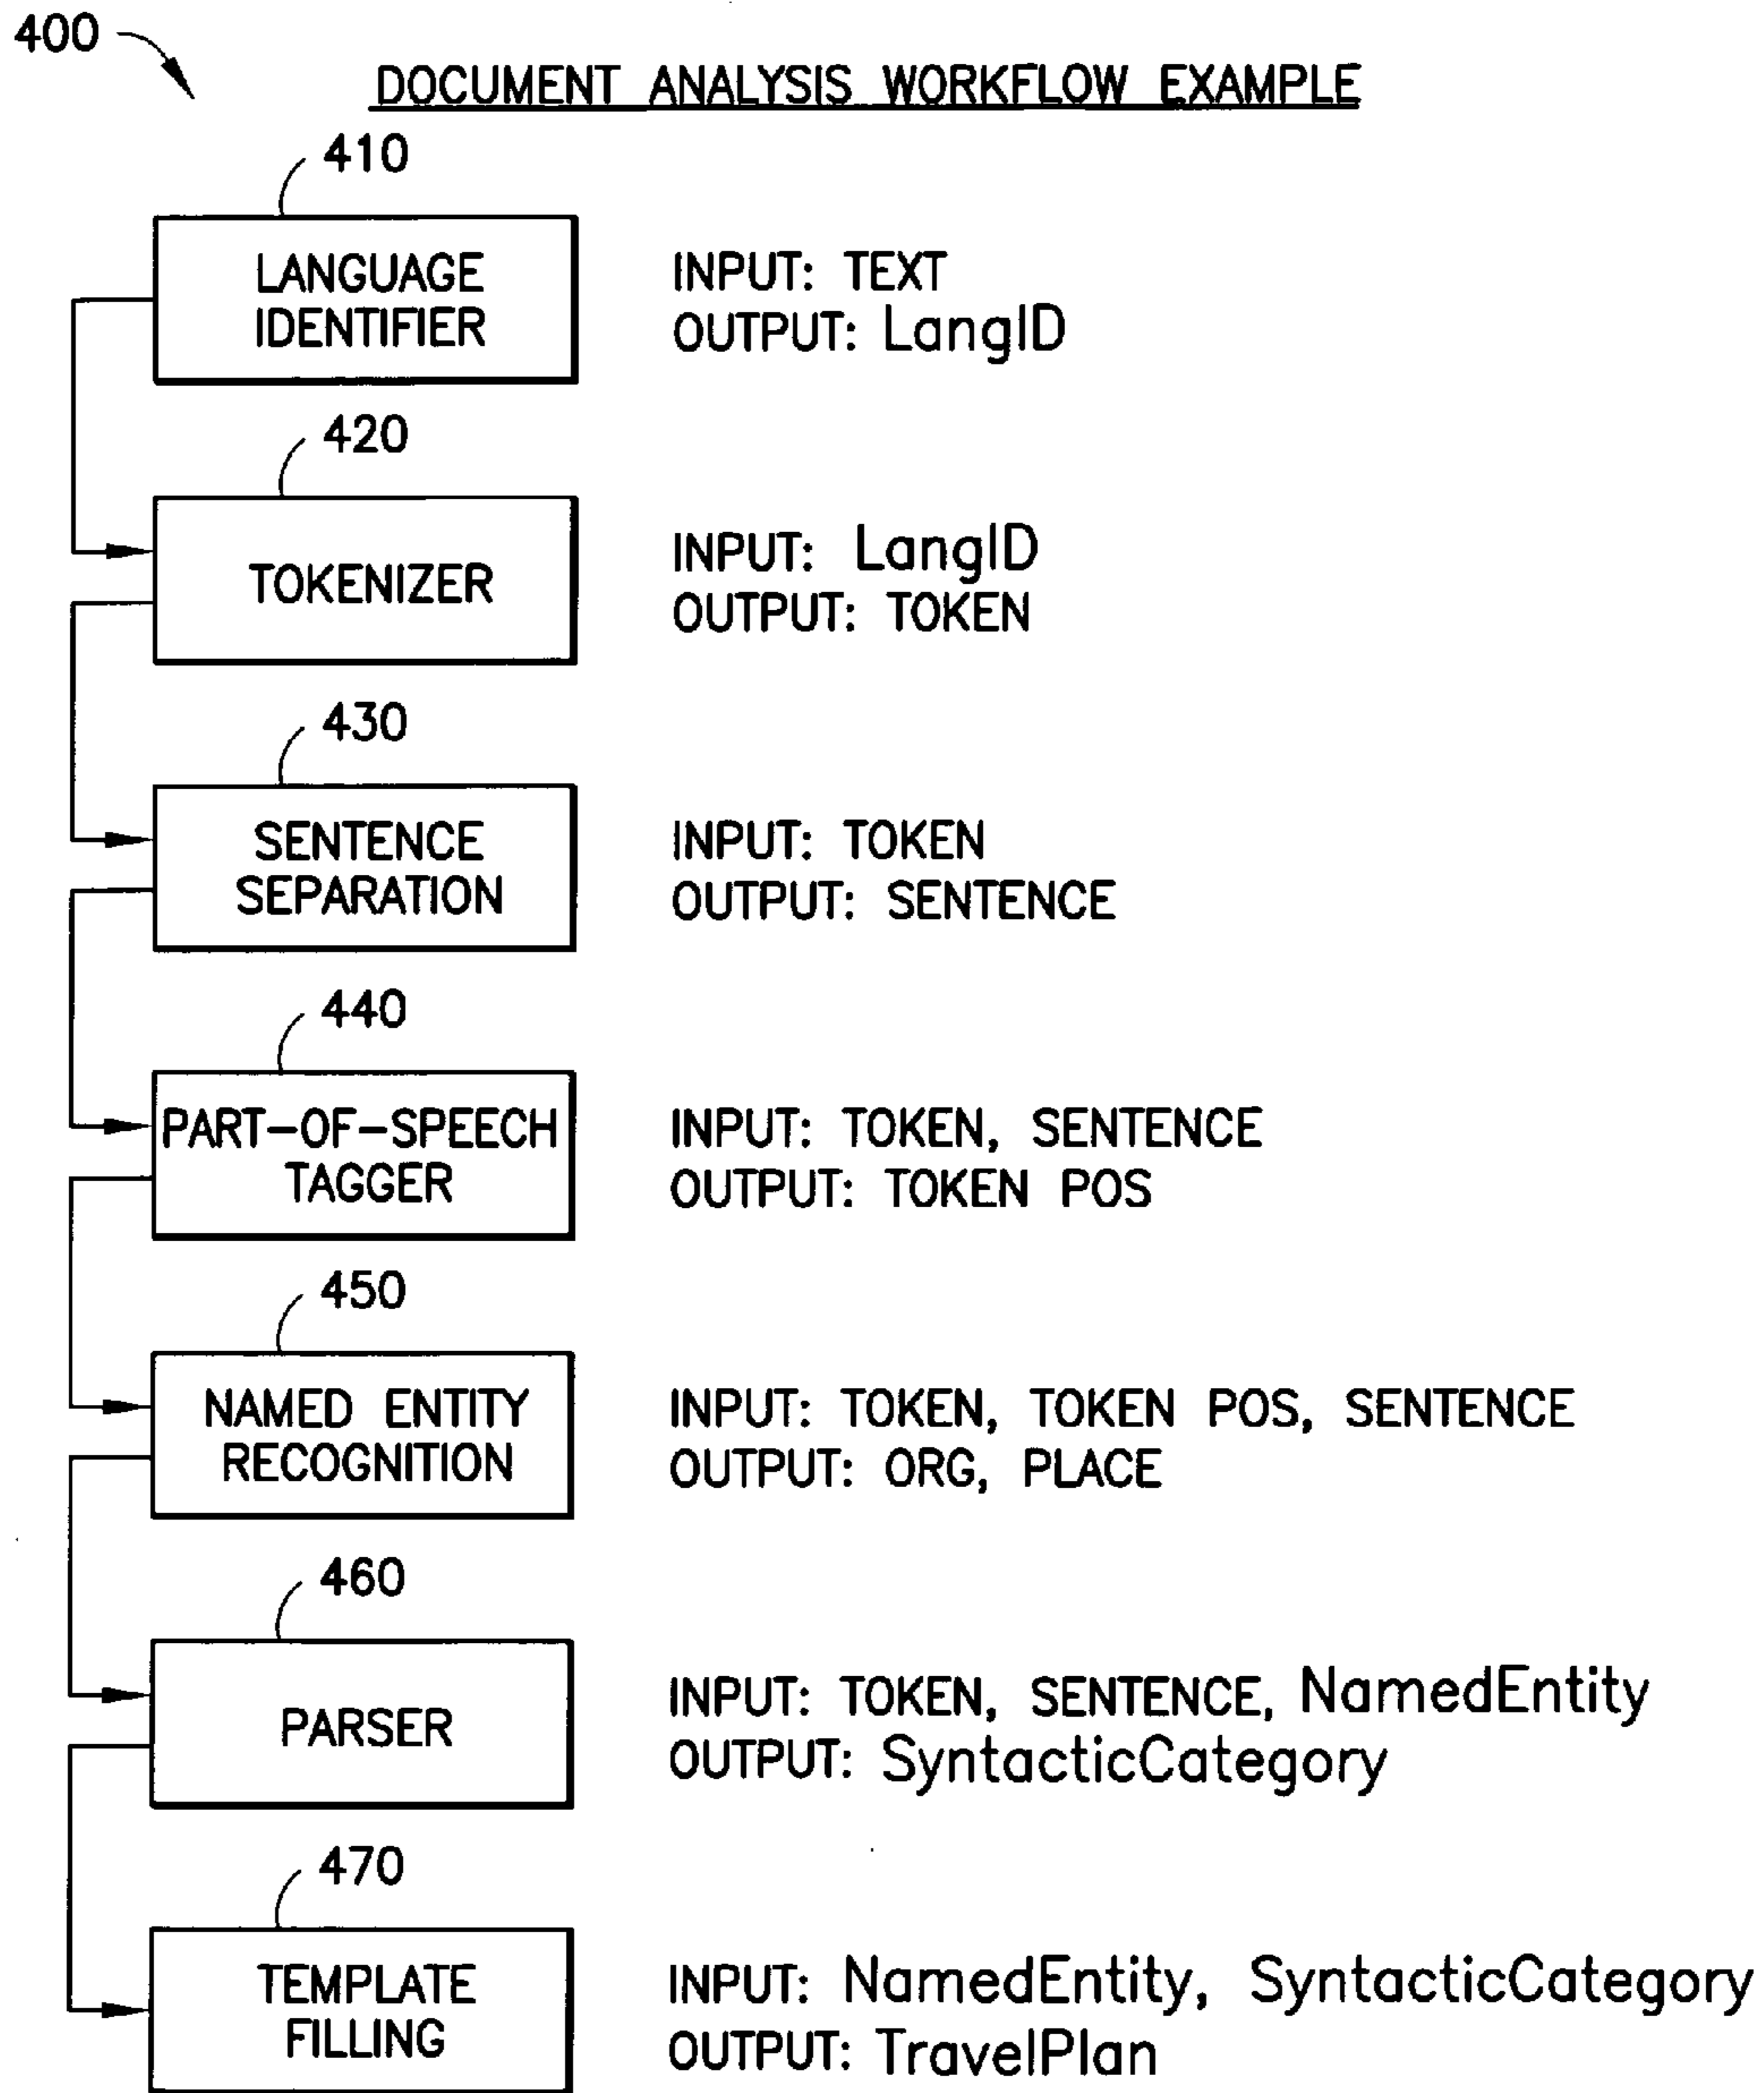 400
DOCUMENT ANALYSIS WORKFLOW EXAMPLE
410
LANGUAGE
IDENTIFIER
INPUT: TEXT
OUTPUT: LangID
420
TOKENIZER
INPUT: LangID
OUTPUT: TOKEN
430
SENTENCE
SEPARATION
INPUT: TOKEN
OUTPUT: SENTENCE
440
PART-OF-SPEECH
TAGGER
INPUT: TOKEN, SENTENCE
OUTPUT: TOKEN POS
450
NAMED ENTITY
RECOGNITION
INPUT: TOKEN, TOKEN POS, SENTENCE
OUTPUT: ORG, PLACE
460
PARSER
INPUT: TOKEN, SENTENCE, NamedEntity
OUTPUT: SyntacticCategory
470
TEMPLATE
FILLING
INPUT: NamedEntity, SyntacticCategory
OUTPUT: TravelPlan